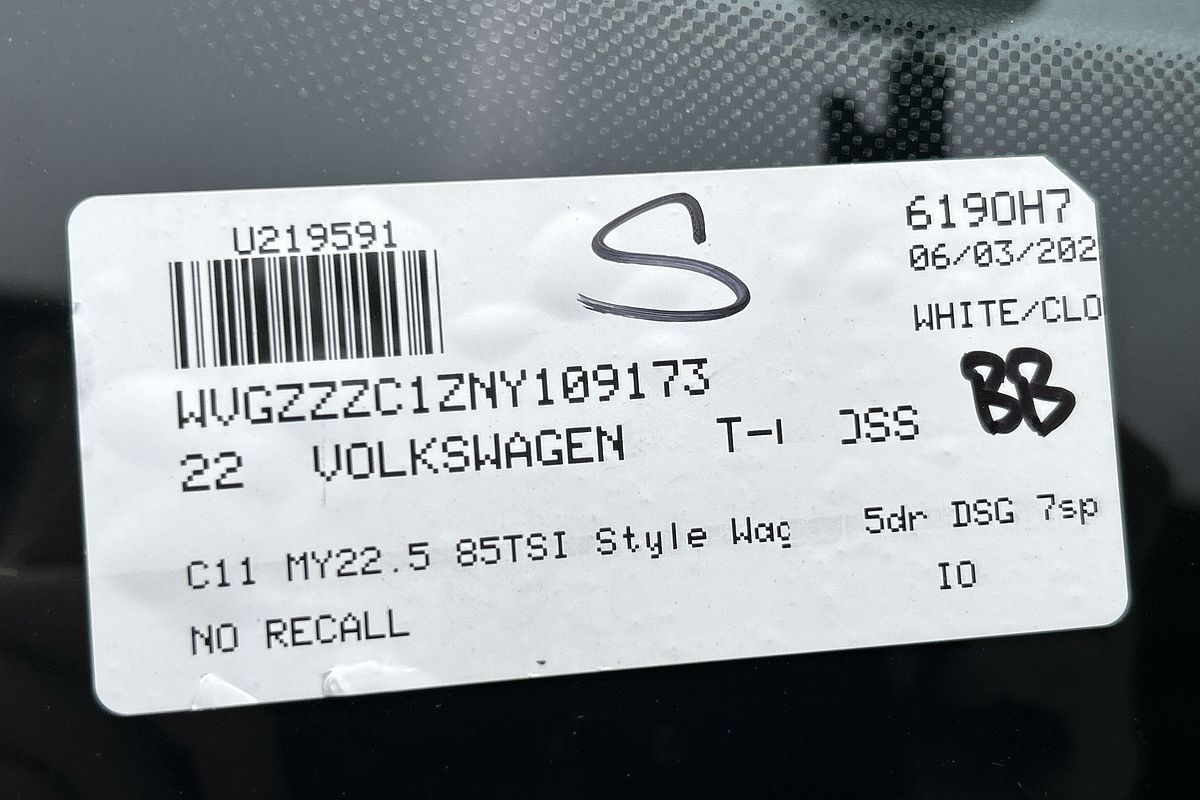 U219591
S
6190H7
06/03/202
WHITE/CLO
BB
WVGZZZC1ZNY109173
22 VOLKSWAGEN
C11 MY22.5 85TSI Style Wag 5dr DSG 7sp
IO
NO RECALL